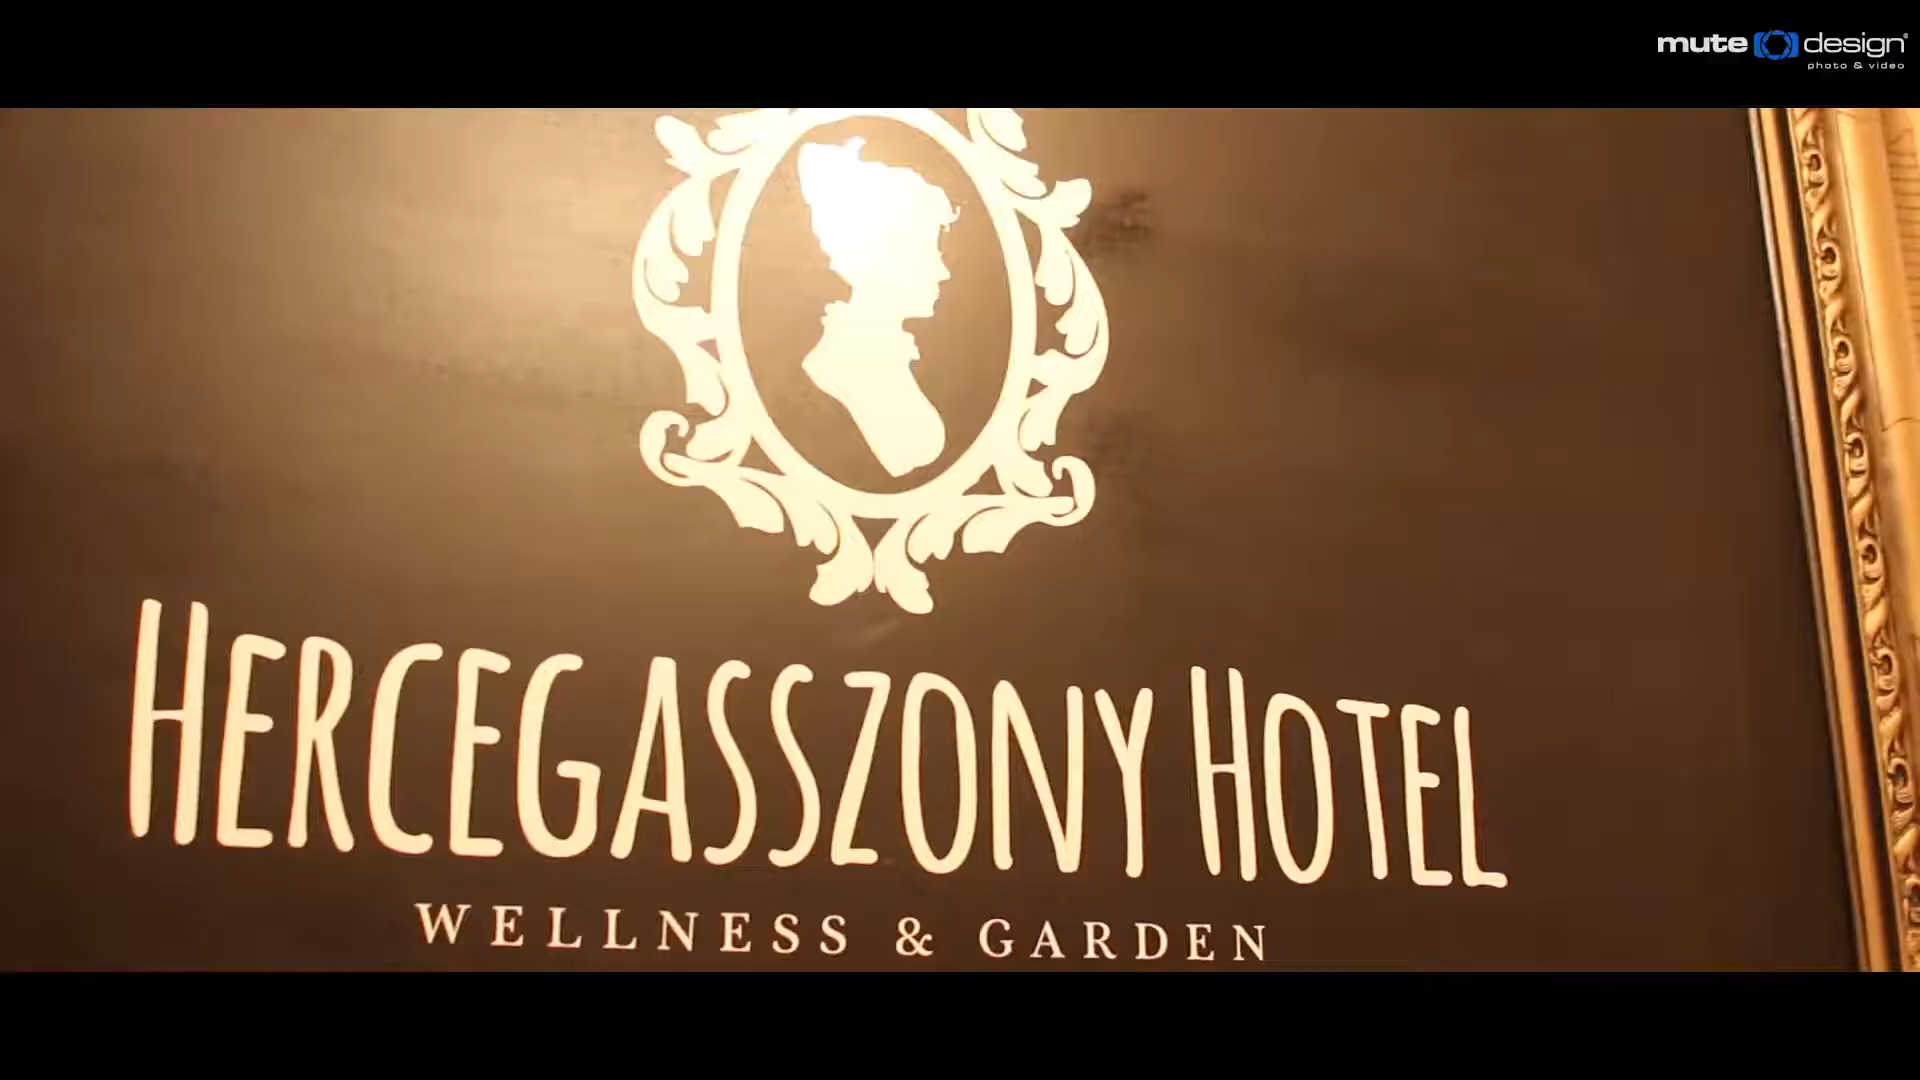 mute design®
photo & video
HERCEGASSZONY HOTEL
WELLNESS & GARDEN